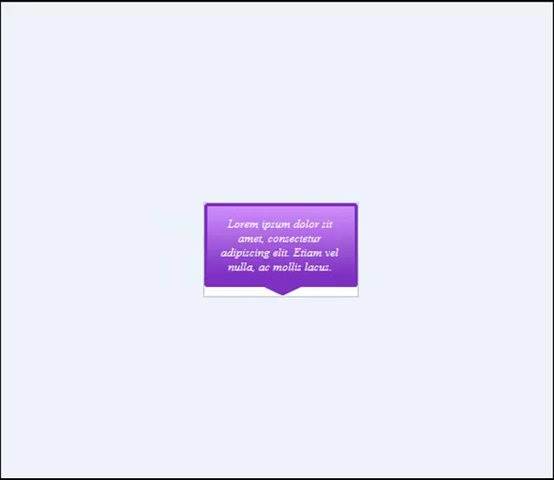 Lorem ipsum dolor sit
amet, consectetur
adipiscing elit. Etiam vel
nulla, ac mollis lacus.